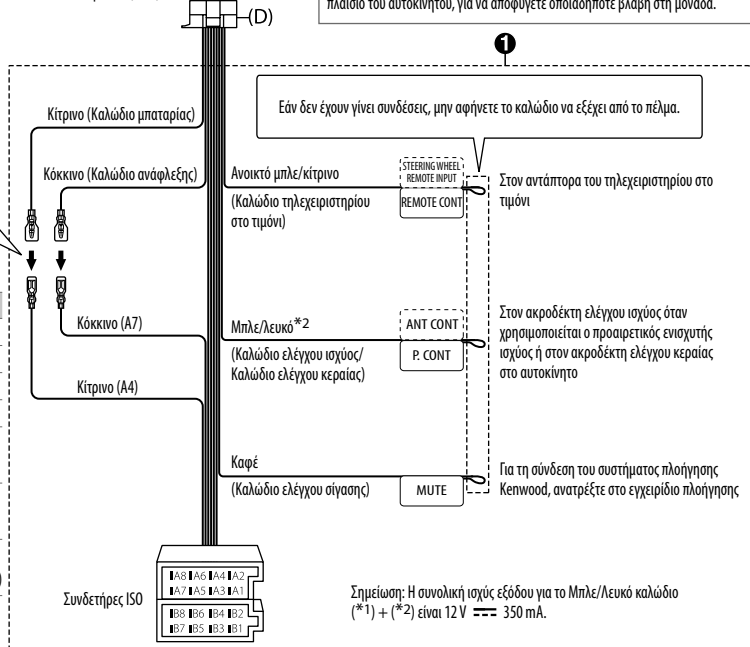 πλαίσιο του αυτοκινήτου, για να αποφύγετε οποιαδήποτε βλάβη στη μονάδα.
(D)
1
Κίτρινο (Καλώδιο μπαταρίας)
Εάν δεν έχουν γίνει συνδέσεις, μην αφήνετε το καλώδιο να εξέχει από το πέλμα.
Κόκκινο (Καλώδιο ανάφλεξης)
Ανοικτό μπλε/κίτρινο
(Καλώδιο τηλεχειριστηρίου
στο τιμόνι)
STEERING WHEEL
REMOTE INPUT
REMOTE CONT
Στον αντάπτορα του τηλεχειριστηρίου στο
τιμόνι
Κόκκινο (A7)
Μπλε/λευκό*2
(Καλώδιο ελέγχου ισχύος/
Καλώδιο ελέγχου κεραίας)
ANT CONT
P. CONT
Στον ακροδέκτη ελέγχου ισχύος όταν
χρησιμοποιείται ο προαιρετικός ενισχυτής
ισχύος ή στον ακροδέκτη ελέγχου κεραίας
στο αυτοκίνητο
Κίτρινο (A4)
Καφέ
(Καλώδιο ελέγχου σίγασης)
MUTE
Για τη σύνδεση του συστήματος πλοήγησης
Kenwood, ανατρέξτε στο εγχειρίδιο πλοήγησης
Συνδετήρες ISO
A8 A6 A4 A2
A7 A5 A3 A1
B8 B6 B4 B2
B7 B5 B3 B1
Σημείωση: Η συνολική ισχύς εξόδου για το Μπλε/Λευκό καλώδιο
(*1) + (*2) είναι 12 V ⎓ 350 mA.